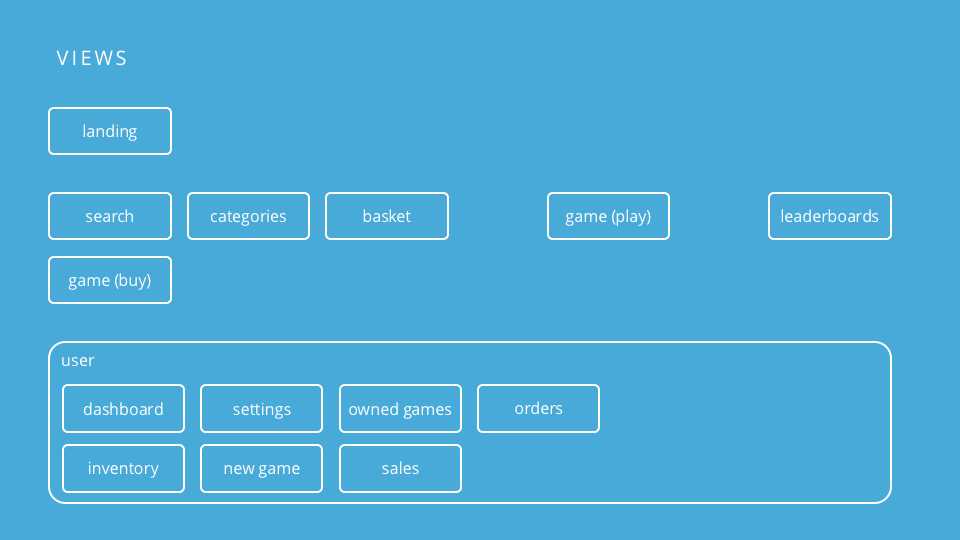 VIEWS
landing
search
categories
basket
game (play)
leaderboards
game (buy)
user
dashboard
settings
owned games
orders
inventory
new game
sales